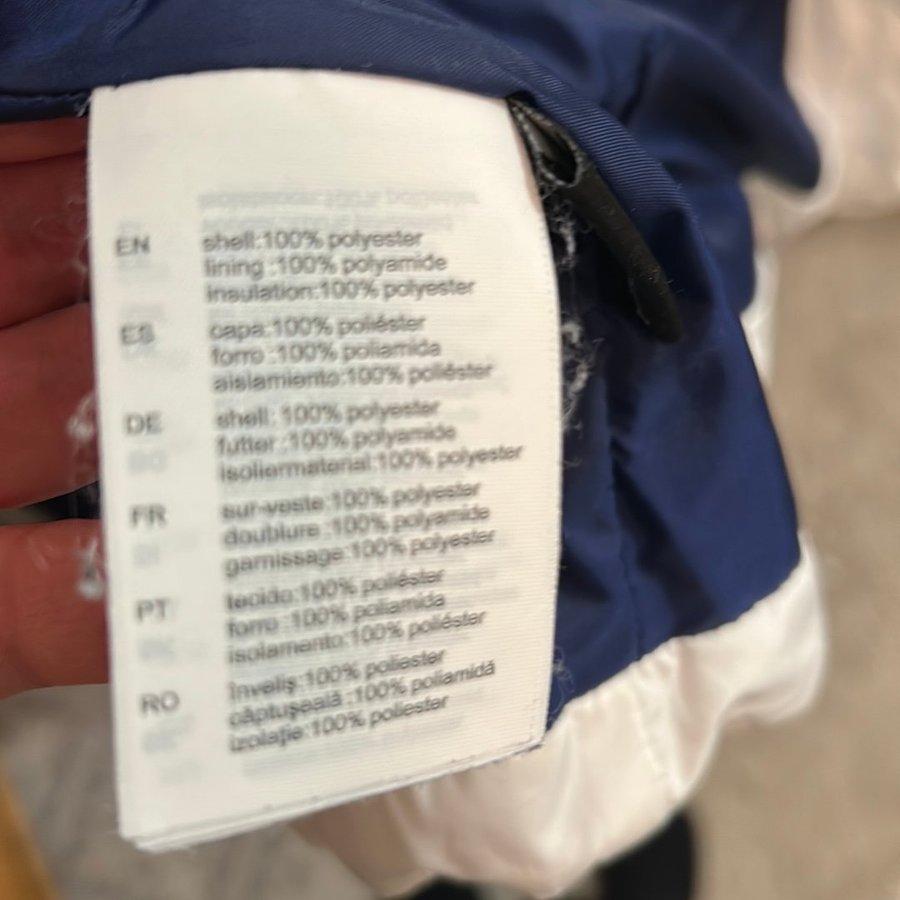 EN shell:100% polyester
lining :100% polyamide
insulation:100% polyester
ES capa:100% poliéster
forro :100% poliamida
aislamiento:100% poliéster
DE shell: 100% polyester
futter :100% polyamide
isoliermaterial:100% polyester
FR sur-veste:100% polyester
doublure :100% polyamide
garnissage:100% polyester
PT tecido:100% poliéster
forro :100% poliamida
isolamento:100% poliéster
RO înveliş:100% poliester
căptuşeală :100% poliamidă
izolaţie:100% poliester